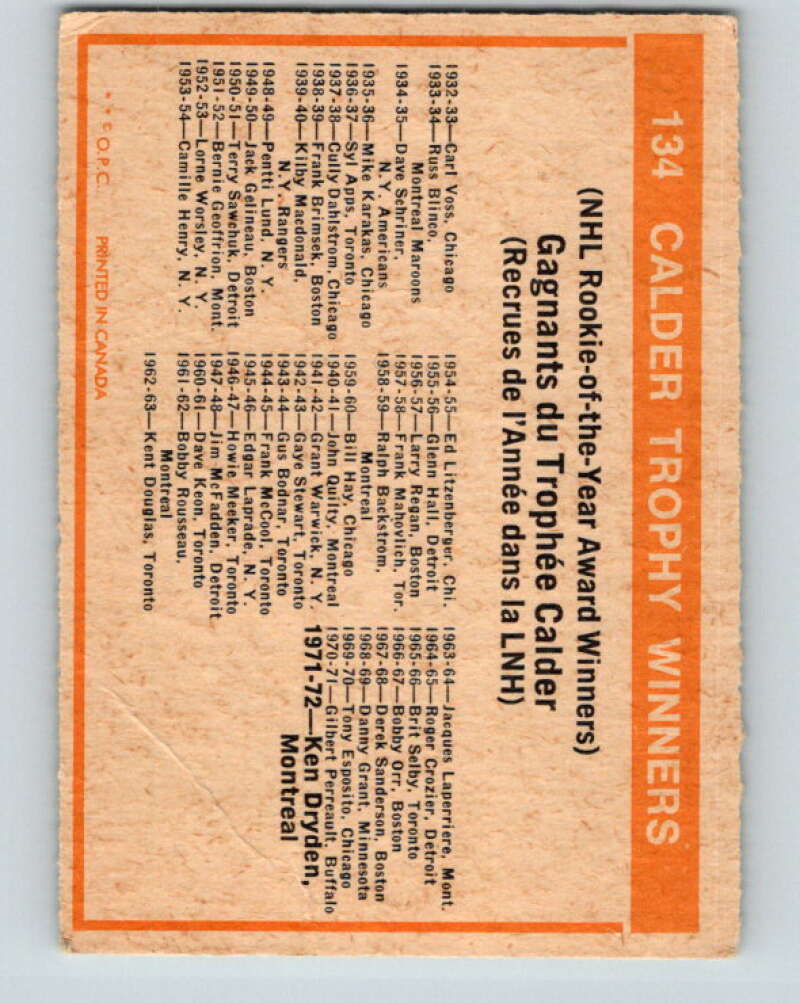 134 CALDER TROPHY WINNERS
(NHL Rookie-of-the-Year Award Winners)
Gagnants du Trophée Calder
(Recrues de l'Année dans la LNH)
1932-33—Carl Voss, Chicago
1933-34—Russ Blinco,
Montreal Maroons
1934-35—Dave Schriner,
N.Y. Americans
1935-36—Mike Karakas, Chicago
1936-37—Syl Apps, Toronto
1937-38—Cully Dahlstrom, Chicago
1938-39—Frank Brimsek, Boston
1939-40—Kilby Macdonald,
N.Y. Rangers
1948-49—Pentti Lund, N. Y.
1949-50—Jack Gelineau, Boston
1950-51—Terry Sawchuk, Detroit
1951-52—Bernie Geoffrion, Mont.
1952-53—Lorne Worsley, N. Y.
1953-54—Camille Henry, N. Y.
1954-55—Ed Litzenberger, Chi.
1955-56—Glenn Hall, Detroit
1956-57—Larry Regan, Boston
1957-58—Frank Mahovlich, Tor.
1958-59—Ralph Backstrom,
Montreal
1959-60—Bill Hay, Chicago
1940-41—John Quilty, Montreal
1941-42—Grant Warwick, N. Y.
1942-43—Gaye Stewart, Toronto
1943-44—Gus Bodnar, Toronto
1944-45—Frank McCool, Toronto
1945-46—Edgar Laprade, N. Y.
1946-47—Howie Meeker, Toronto
1947-48—Jim McFadden, Detroit
1960-61—Dave Keon, Toronto
1961-62—Bobby Rousseau,
Montreal
1962-63—Kent Douglas, Toronto
1963-64—Jacques Laperriere, Mont.
1964-65—Roger Crozier, Detroit
1965-66—Brit Selby, Toronto
1966-67—Bobby Orr, Boston
1967-68—Derek Sanderson, Boston
1968-69—Danny Grant, Minnesota
1969-70—Tony Esposito, Chicago
1970-71—Gilbert Perreault, Buffalo
1971-72—Ken Dryden,
Montreal
* * © O.P.C. PRINTED IN CANADA